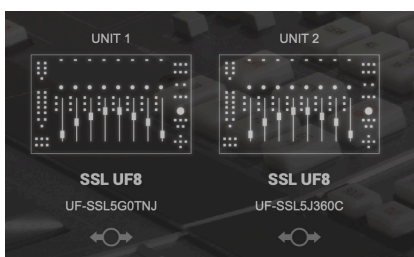 UNIT 1
UNIT 2
SSL UF8
SSL UF8
UF-SSL5G0TNJ
UF-SSL5J360C